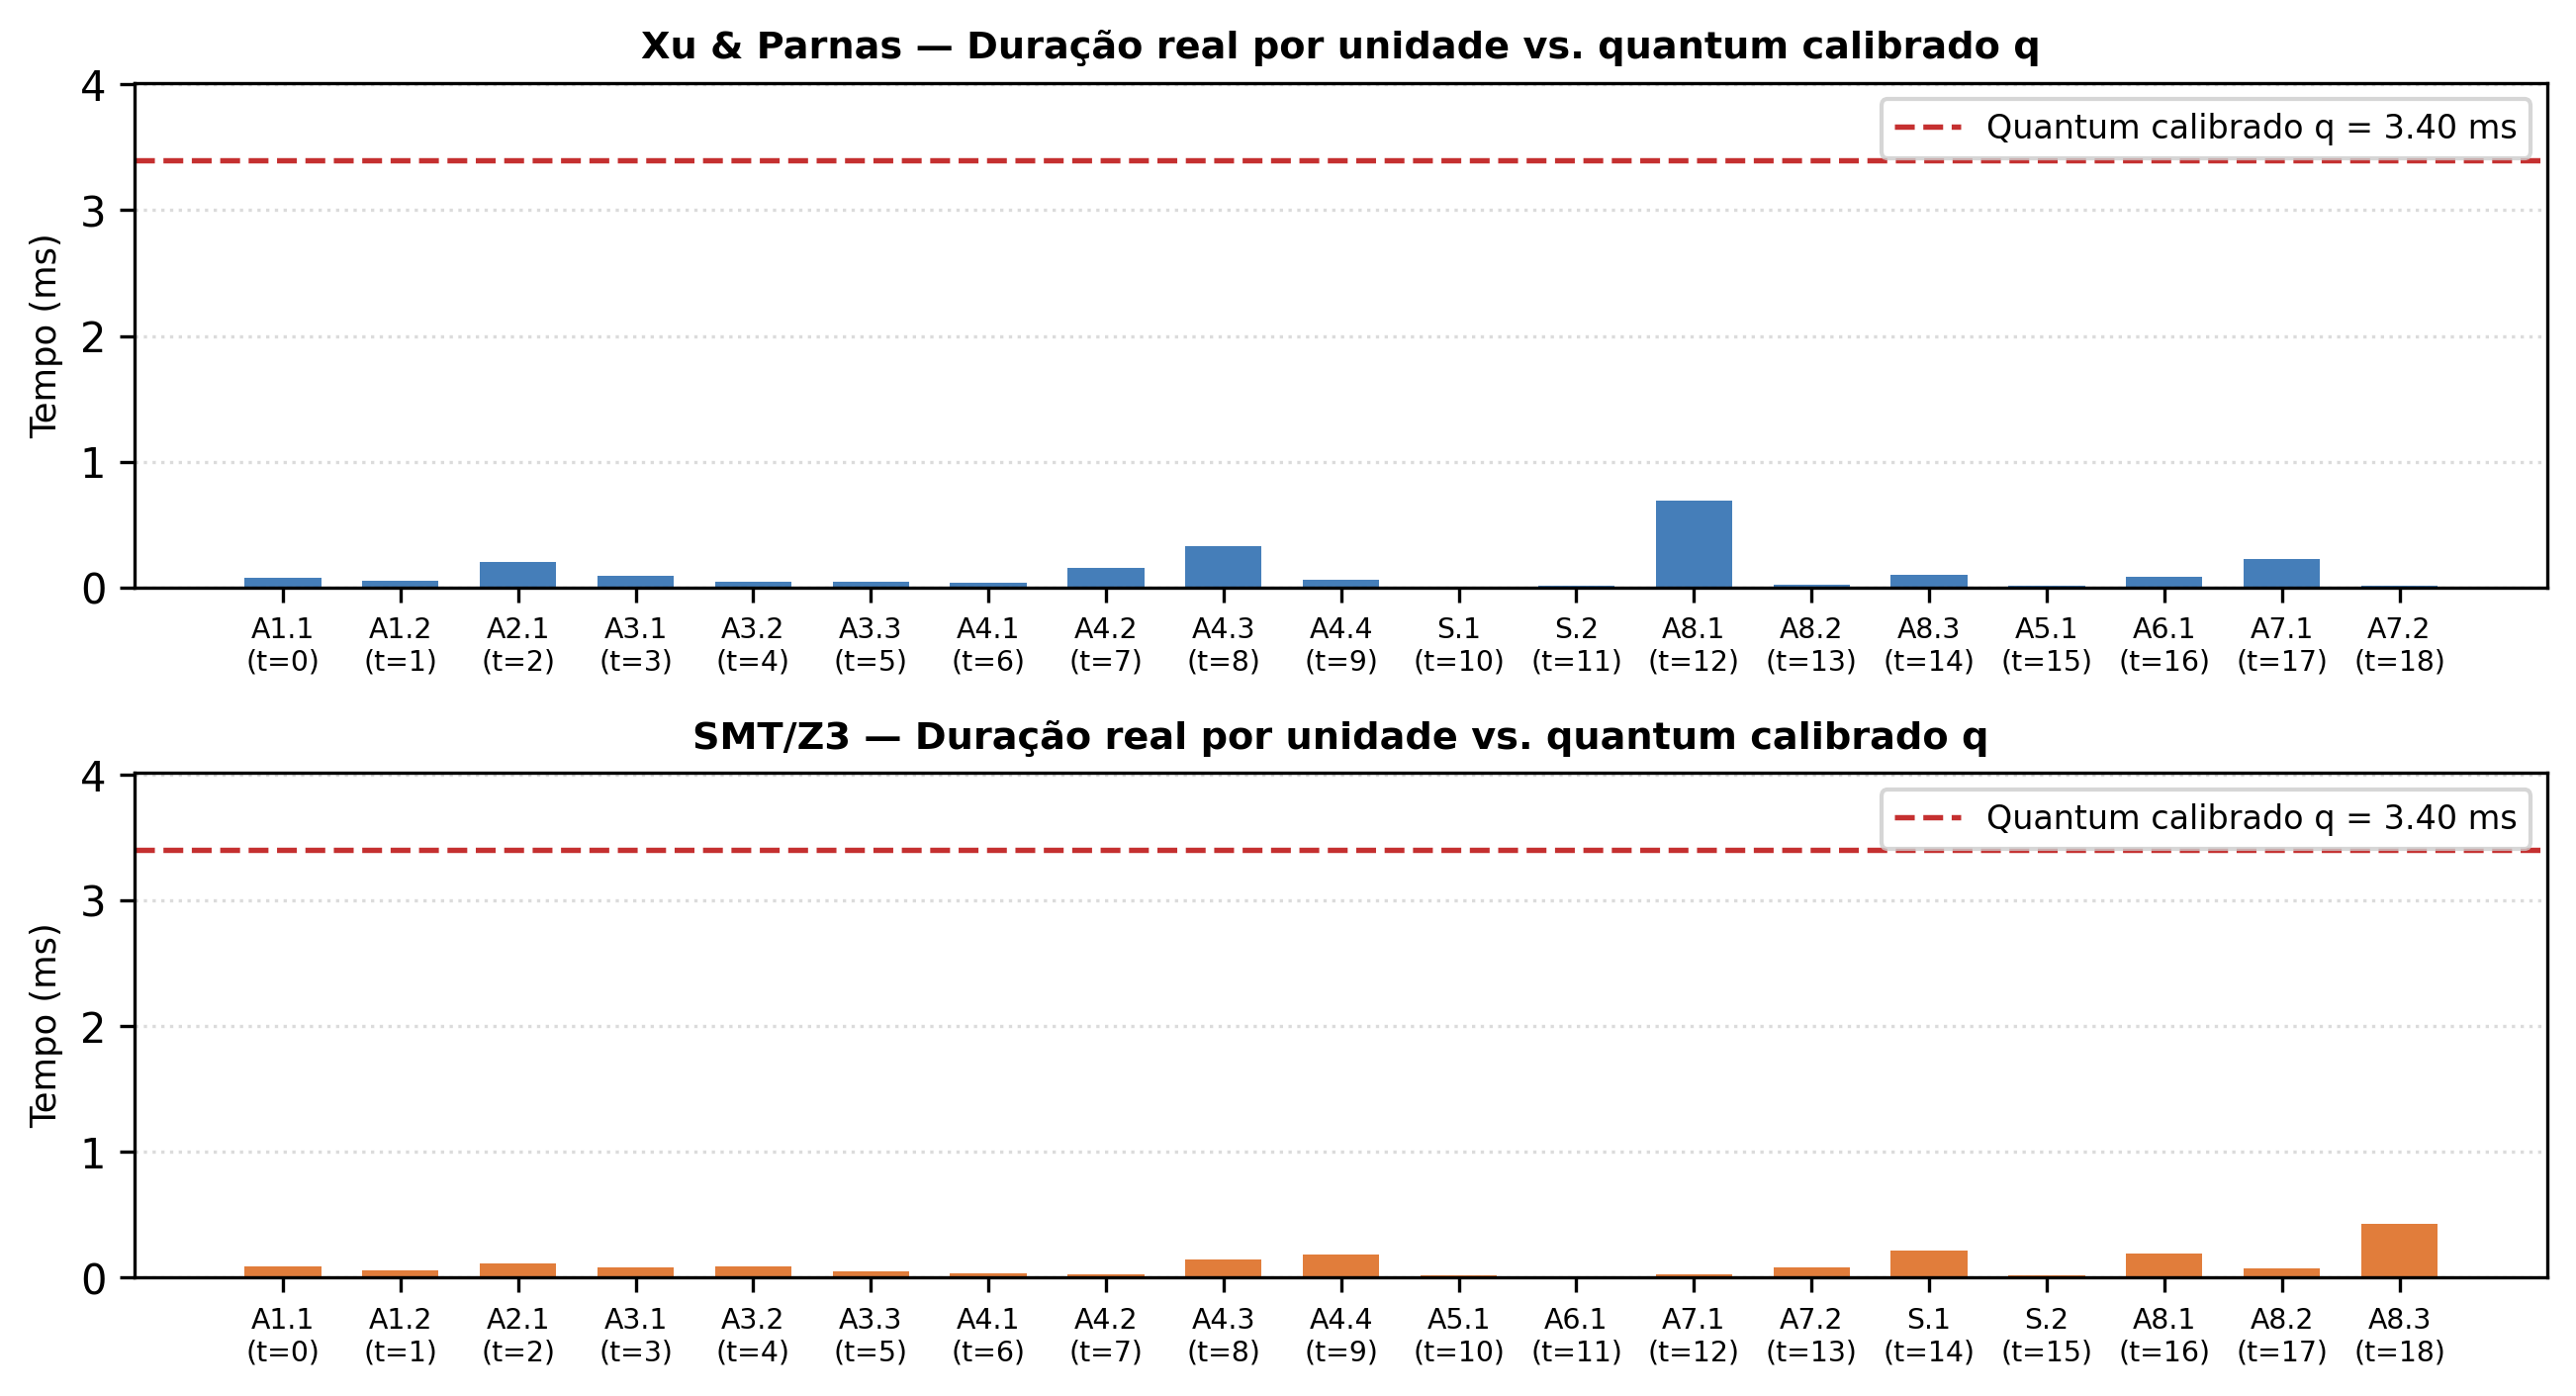 Xu & Parnas — Duração real por unidade vs. quantum calibrado q
4
Quantum calibrado q = 3.40 ms
3
2
1
0
Tempo (ms)
A1.1 A1.2 A2.1 A3.1 A3.2 A3.3 A4.1 A4.2 A4.3 A4.4 S.1 S.2 A8.1 A8.2 A8.3 A5.1 A6.1 A7.1 A7.2
(t=0) (t=1) (t=2) (t=3) (t=4) (t=5) (t=6) (t=7) (t=8) (t=9) (t=10) (t=11) (t=12) (t=13) (t=14) (t=15) (t=16) (t=17) (t=18)
SMT/Z3 — Duração real por unidade vs. quantum calibrado q
4
Quantum calibrado q = 3.40 ms
3
2
1
0
Tempo (ms)
A1.1 A1.2 A2.1 A3.1 A3.2 A3.3 A4.1 A4.2 A4.3 A4.4 A5.1 A6.1 A7.1 A7.2 S.1 S.2 A8.1 A8.2 A8.3
(t=0) (t=1) (t=2) (t=3) (t=4) (t=5) (t=6) (t=7) (t=8) (t=9) (t=10) (t=11) (t=12) (t=13) (t=14) (t=15) (t=16) (t=17) (t=18)